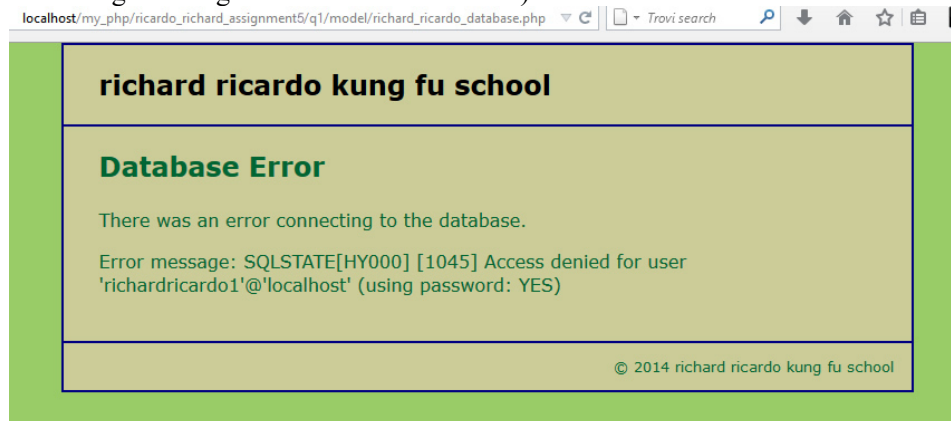 localhost/my_php/ricardo_richard_assignment5/q1/model/richard_ricardo_database.php
Trovi search
richard ricardo kung fu school
Database Error
There was an error connecting to the database.
Error message: SQLSTATE[HY000] [1045] Access denied for user
'richardricardo1'@'localhost' (using password: YES)
© 2014 richard ricardo kung fu school